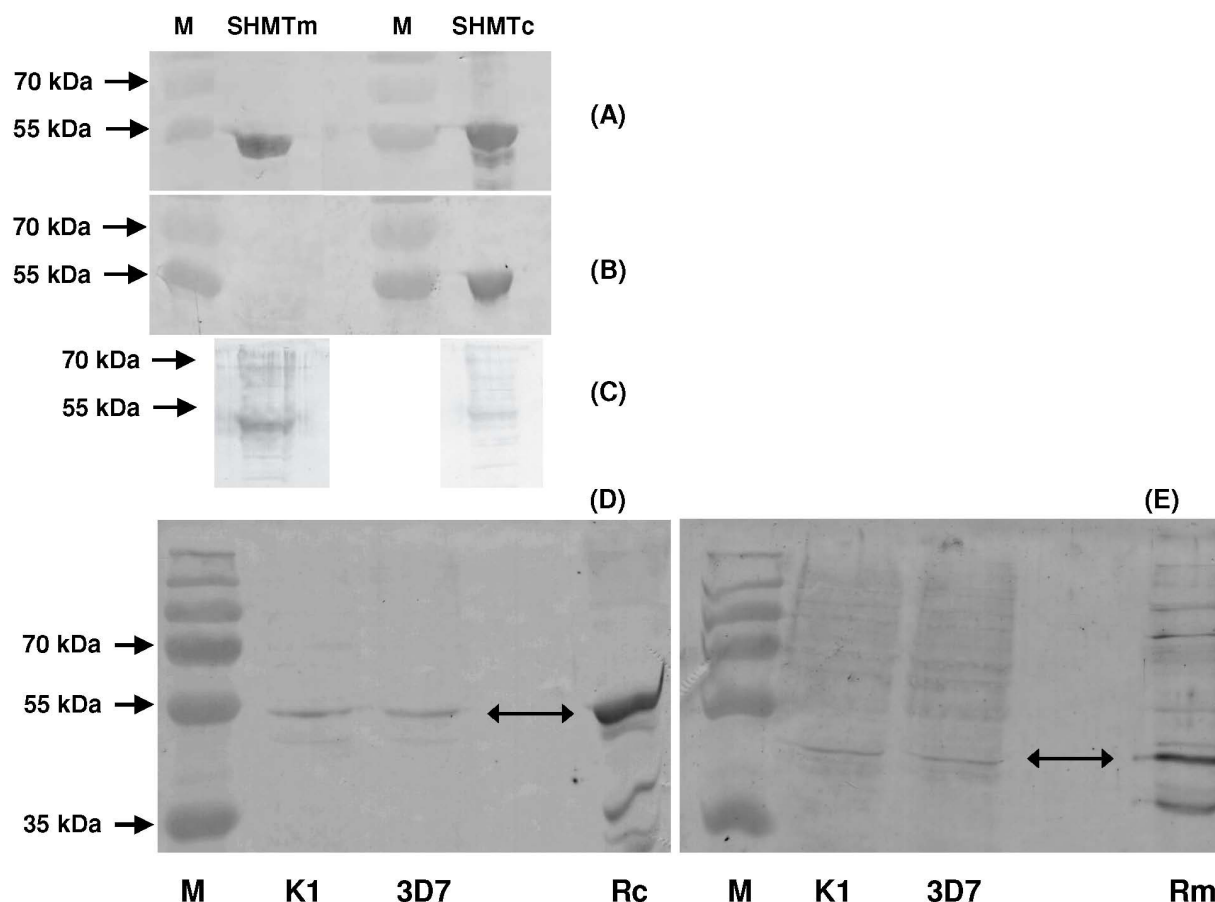 M SHMTm M SHMTc
70 kDa
55 kDa
(A)
70 kDa
55 kDa
(B)
70 kDa
55 kDa
(C)
(D) (E)
70 kDa
55 kDa
35 kDa
M K1 3D7 Rc M K1 3D7 Rm